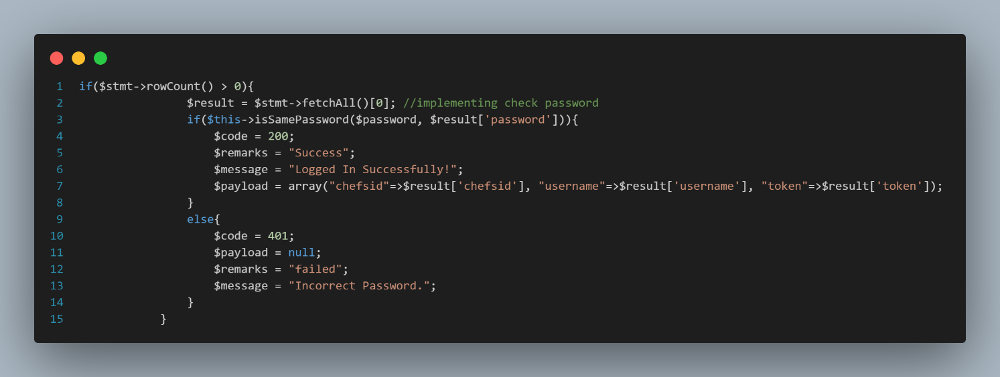 1 if($stmt->rowCount() > 0){
2 $result = $stmt->fetchAll()[0]; //implementing check password
3 if($this->isSamePassword($password, $result['password'])){
4 $code = 200;
5 $remarks = "Success";
6 $message = "Logged In Successfully!";
7 $payload = array("chefsid"=>$result['chefsid'], "username"=>$result['username'], "token"=>$result['token']);
8 }
9 else{
10 $code = 401;
11 $payload = null;
12 $remarks = "failed";
13 $message = "Incorrect Password.";
14 }
15 }